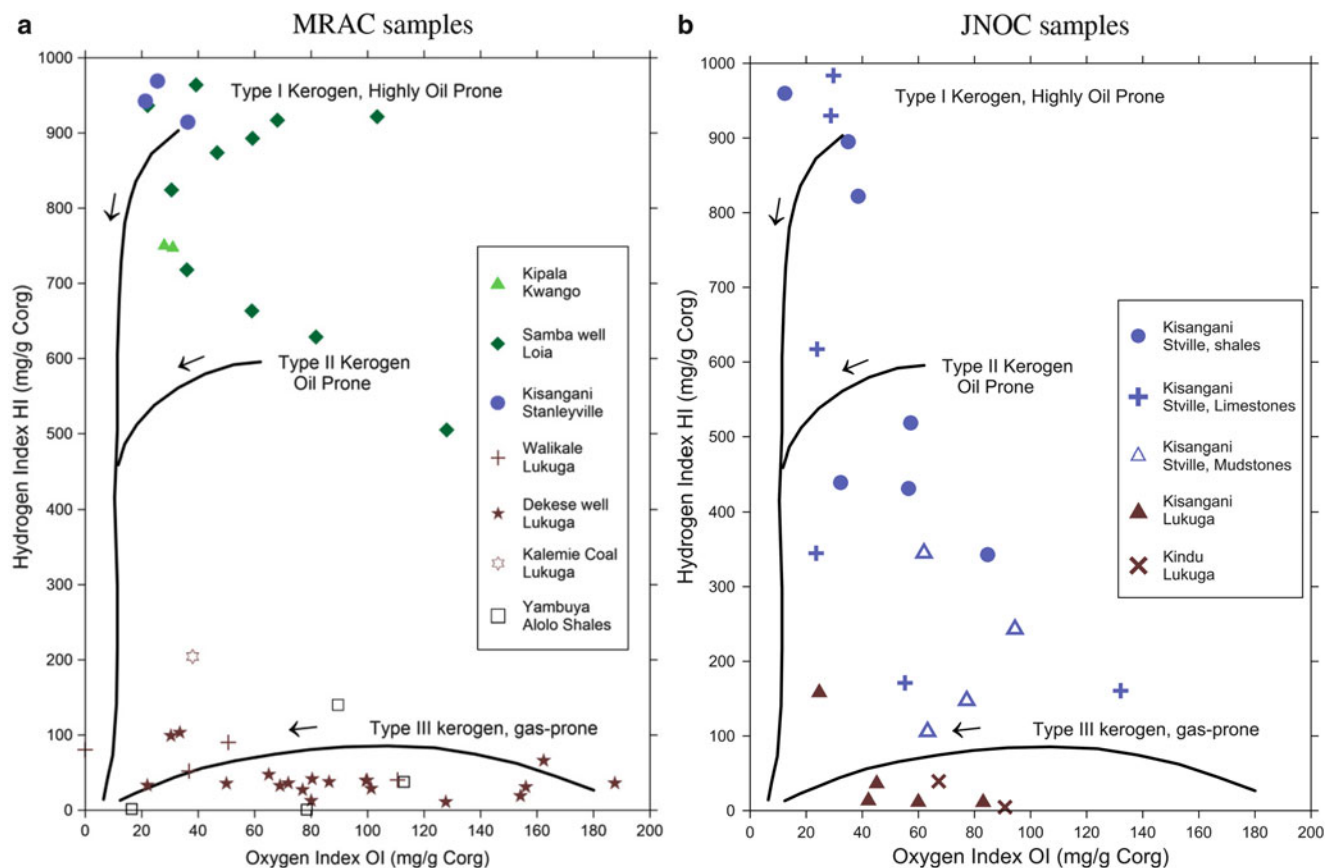 a
MRAC samples
1000
900
800
700
600
500
400
300
200
100
0
Hydrogen Index HI (mg/g Corg)
Type I Kerogen, Highly Oil Prone
Type II Kerogen
Oil Prone
Type III kerogen, gas-prone
Kipala
Kwango
Samba well
Loia
Kisangani
Stanleyville
Walikale
Lukuga
Dekese well
Lukuga
Kalemie Coal
Lukuga
Yambuya
Alolo Shales
0 20 40 60 80 100 120 140 160 180 200
Oxygen Index OI (mg/g Corg)
b
JNOC samples
1000
900
800
700
600
500
400
300
200
100
0
Hydrogen Index HI (mg/g Corg)
Type I Kerogen, Highly Oil Prone
Type II Kerogen
Oil Prone
Type III kerogen, gas-prone
Kisangani
Stville, shales
Kisangani
Stville, Limestones
Kisangani
Stville, Mudstones
Kisangani
Lukuga
Kindu
Lukuga
0 20 40 60 80 100 120 140 160 180 200
Oxygen Index OI (mg/g Corg)